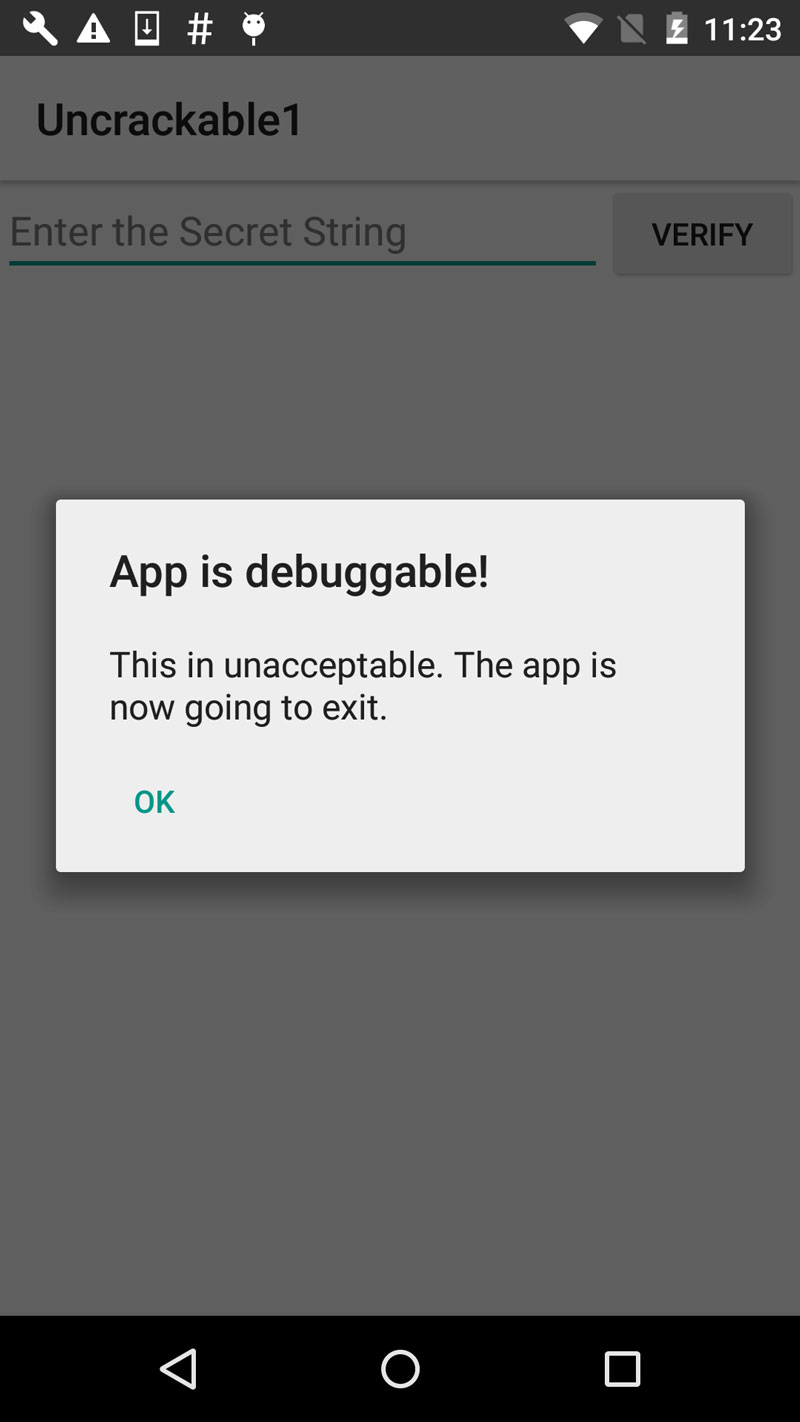 11:23
Uncrackable1
Enter the Secret String
VERIFY
App is debuggable!
This in unacceptable. The app is
now going to exit.
OK